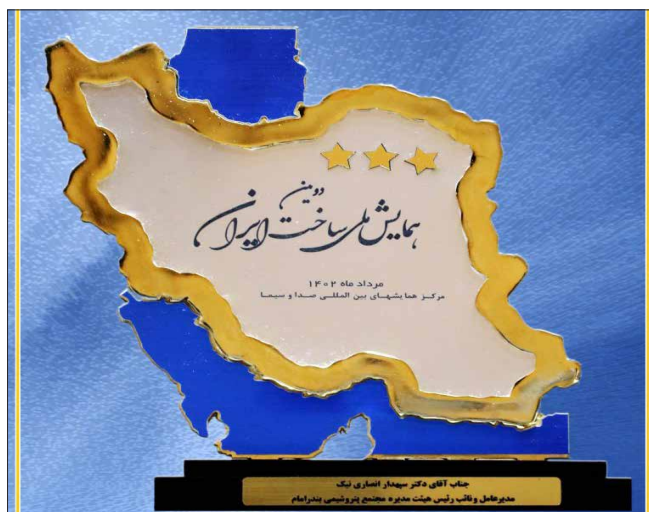 دومین
همایش ملی ساخت ایران
مرداد ماه ۱۴۰۲
مرکز همایشهای بین المللی صدا و سیما
جناب آقای دکتر سپهدار انصاری نیک
مدیرعامل و نائب رئیس هیئت مدیره مجتمع پتروشیمی بندرامام